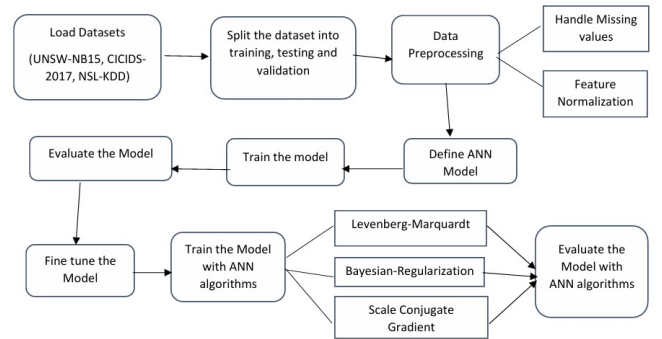 Load Datasets
(UNSW-NB15, CICIDS-
2017, NSL-KDD)
Split the dataset into
training, testing and
validation
Data
Preprocessing
Handle Missing
values
Feature
Normalization
Define ANN
Model
Train the model
Evaluate the Model
Fine tune the
Model
Train the Model
with ANN
algorithms
Levenberg-Marquardt
Bayesian-Regularization
Scale Conjugate
Gradient
Evaluate the
Model with
ANN algorithms